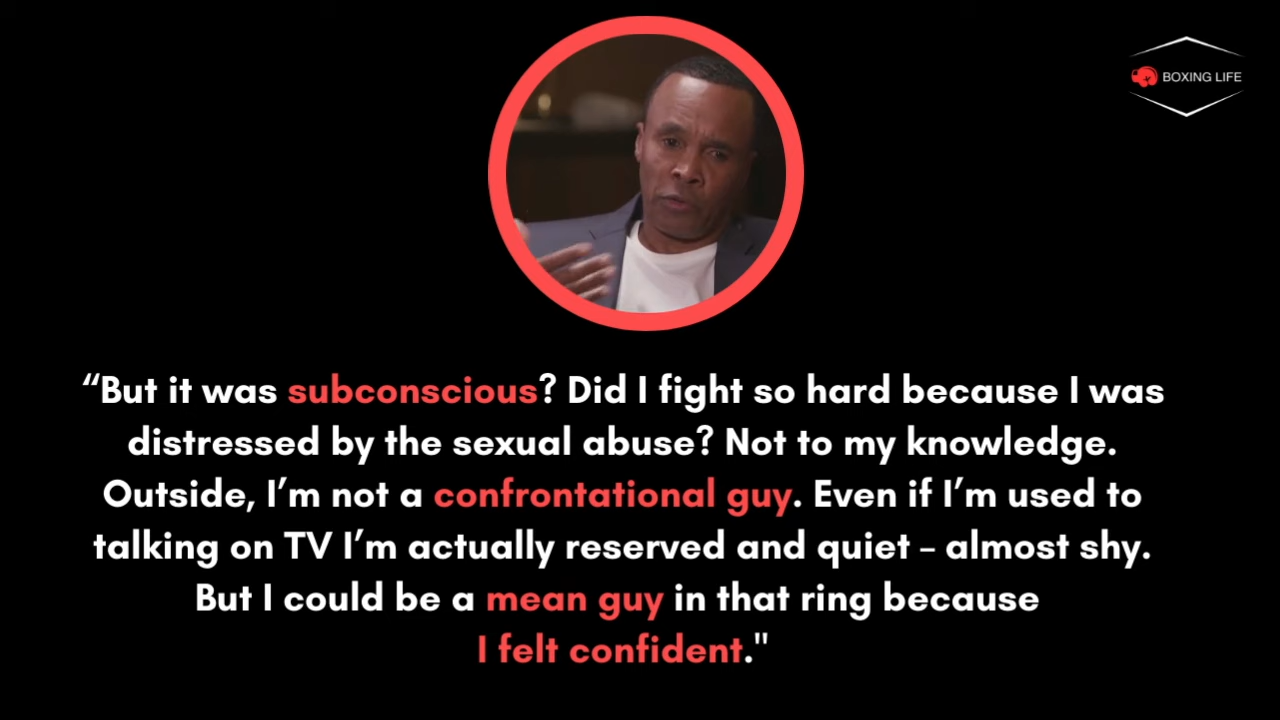 BOXING LIFE
“But it was subconscious? Did I fight so hard because I was
distressed by the sexual abuse? Not to my knowledge.
Outside, I’m not a confrontational guy. Even if I’m used to
talking on TV I’m actually reserved and quiet – almost shy.
But I could be a mean guy in that ring because
I felt confident."